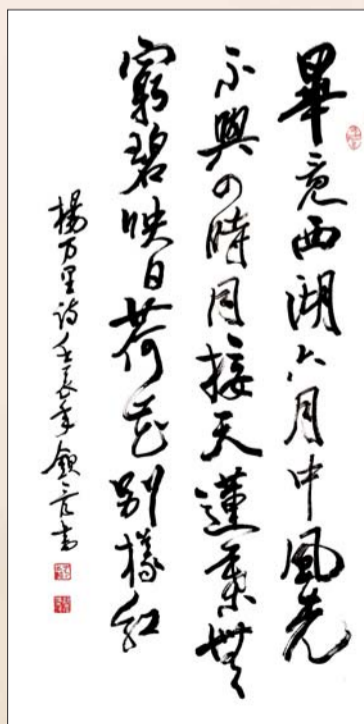 畢竟西湖六月中風光
不與四時同接天蓮葉無
窮碧映日荷花別樣紅
楊万里诗壬辰年書